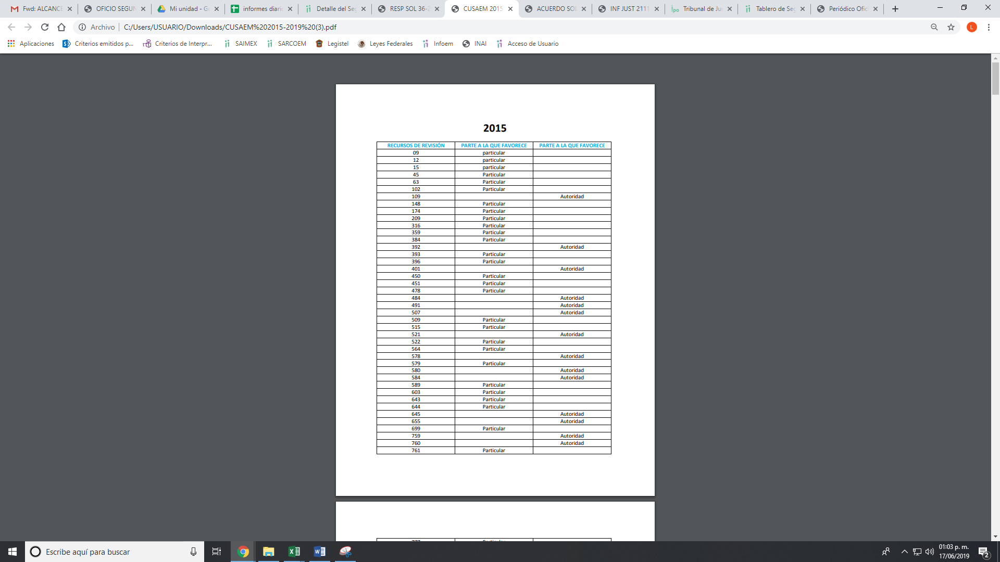 Fwd: ALCANCE
OFICIO SEGUN
Mi unidad - Go
informes diario
Detalle del Seg
RESP SOL 36-2
CUSAEM 2015
ACUERDO SOL
INF JUST 2111
Tribunal de Jus
Tablero de Seg
Periódico Ofic
Archivo C:/Users/USUARIO/Downloads/CUSAEM%202015-2019%20(3).pdf L
Aplicaciones Criterios emitidos p... Criterios de Interpr... SAIMEX SARCOEM Legistel Leyes Federales Infoem INAI Acceso de Usuario
2015
RECURSOS DE REVISIÓN PARTE A LA QUE FAVORECE PARTE A LA QUE FAVORECE
09 particular
12 particular
15 particular
45 Particular
63 Particular
102 Particular
109 Autoridad
148 Particular
174 Particular
209 Particular
316 Particular
359 Particular
384 Particular
392 Autoridad
393 Particular
396 Particular
401 Autoridad
450 Particular
451 Particular
478 Particular
484 Autoridad
491 Autoridad
507 Autoridad
509 Particular
515 Particular
521 Autoridad
522 Particular
564 Particular
578 Autoridad
579 Particular
580 Autoridad
584 Autoridad
589 Particular
603 Particular
643 Particular
644 Particular
645 Autoridad
655 Autoridad
699 Particular
759 Autoridad
760 Autoridad
761 Particular
Escribe aquí para buscar
01:03 p. m.
17/06/2019
2